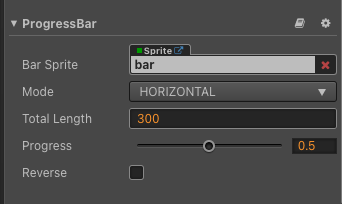 ProgressBar
Sprite
Bar Sprite bar
Mode HORIZONTAL
Total Length 300
Progress 0.5
Reverse